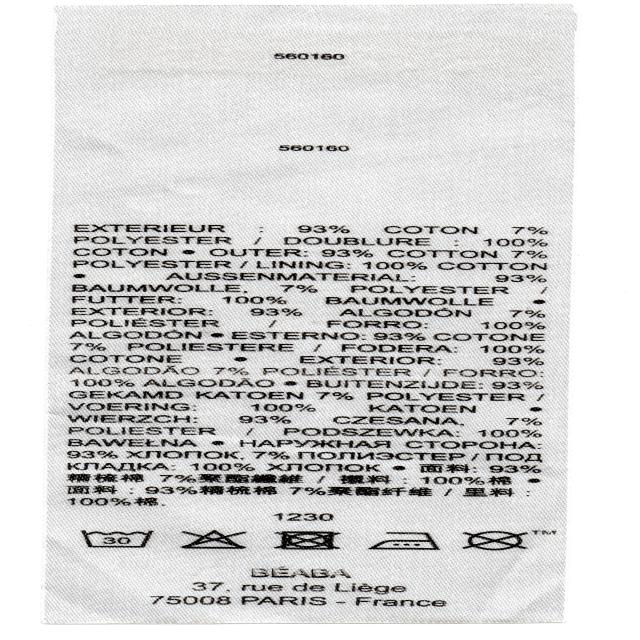 560160
560160
EXTERIEUR : 93% COTON 7%
POLYESTER / DOUBLURE : 100%
COTON • OUTER: 93% COTTON 7%
POLYESTER / LINING: 100% COTTON
• AUSSENMATERIAL: 93%
BAUMWOLLE, 7% POLYESTER /
FUTTER: 100% BAUMWOLLE •
EXTERIOR: 93% ALGODÓN 7%
POLIÉSTER / FORRO: 100%
ALGODÓN • ESTERNO: 93% COTONE
7% POLIESTERE / FODERA: 100%
COTONE • EXTERIOR: 93%
ALGODÃO 7% POLIÉSTER / FORRO:
100% ALGODÃO • BUITENZIJDE: 93%
GEKAMD KATOEN 7% POLYESTER /
VOERING: 100% KATOEN •
WIERZCH: 93% CZESANA, 7%
POLIESTER / PODSZEWKA: 100%
BAWEŁNA • НАРУЖНАЯ СТОРОНА:
93% ХЛОПОК, 7% ПОЛИЭСТЕР / ПОД
КЛАДКА: 100% ХЛОПОК • 面料: 93%
精梳棉 7%聚酯纖維 / 襯料 : 100%棉 •
面料 : 93%精梳棉 7%聚酯纤维 / 里料 :
100%棉.
1230
30
TM
BÉABA
37, rue de Liège
75008 PARIS - France